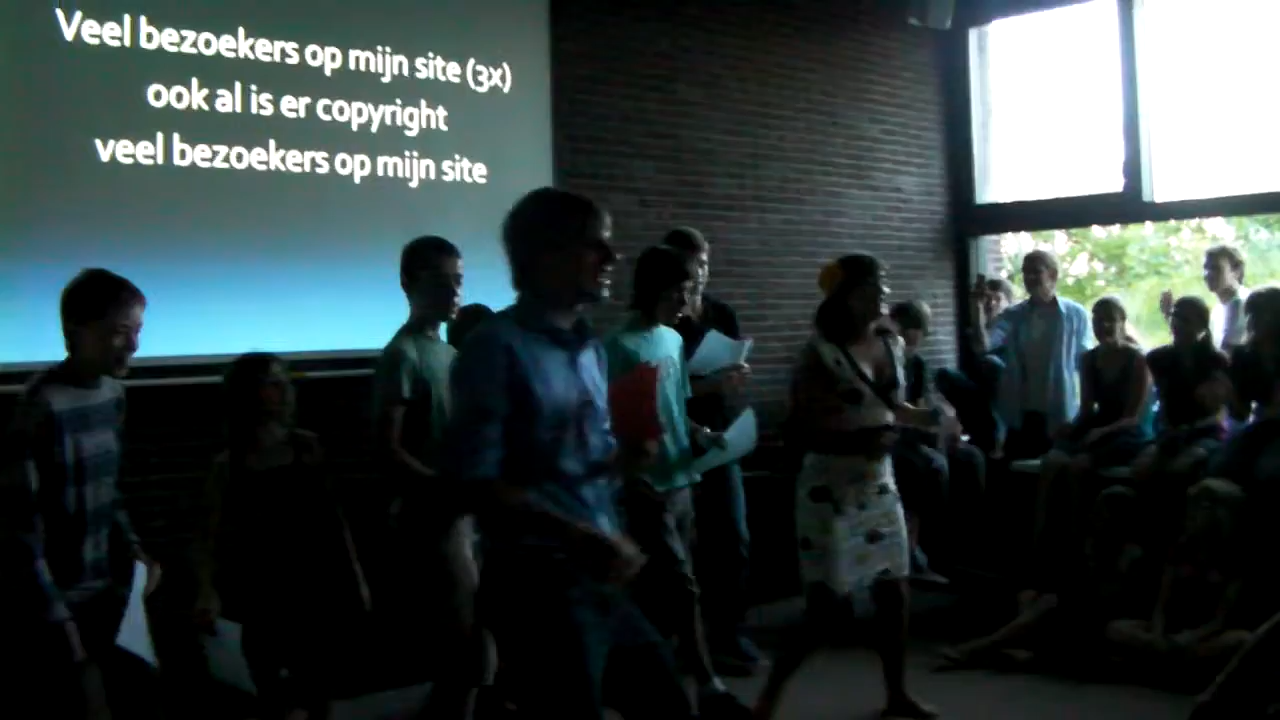 Veel bezoekers op mijn site (3x)
ook al is er copyright
veel bezoekers op mijn site